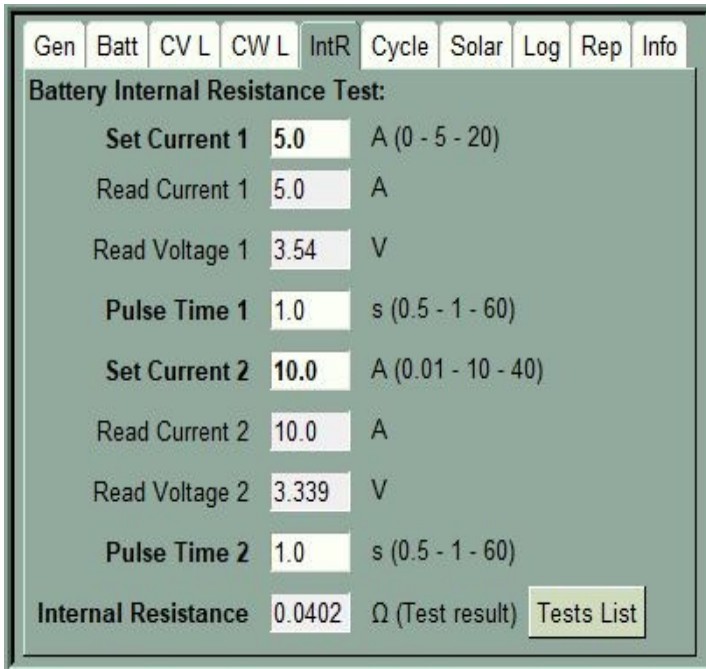 Gen Batt CV L CW L IntR Cycle Solar Log Rep Info
Battery Internal Resistance Test:
Set Current 1 5.0 A (0 - 5 - 20)
Read Current 1 5.0 A
Read Voltage 1 3.54 V
Pulse Time 1 1.0 s (0.5 - 1 - 60)
Set Current 2 10.0 A (0.01 - 10 - 40)
Read Current 2 10.0 A
Read Voltage 2 3.339 V
Pulse Time 2 1.0 s (0.5 - 1 - 60)
Internal Resistance 0.0402 Ω (Test result) Tests List